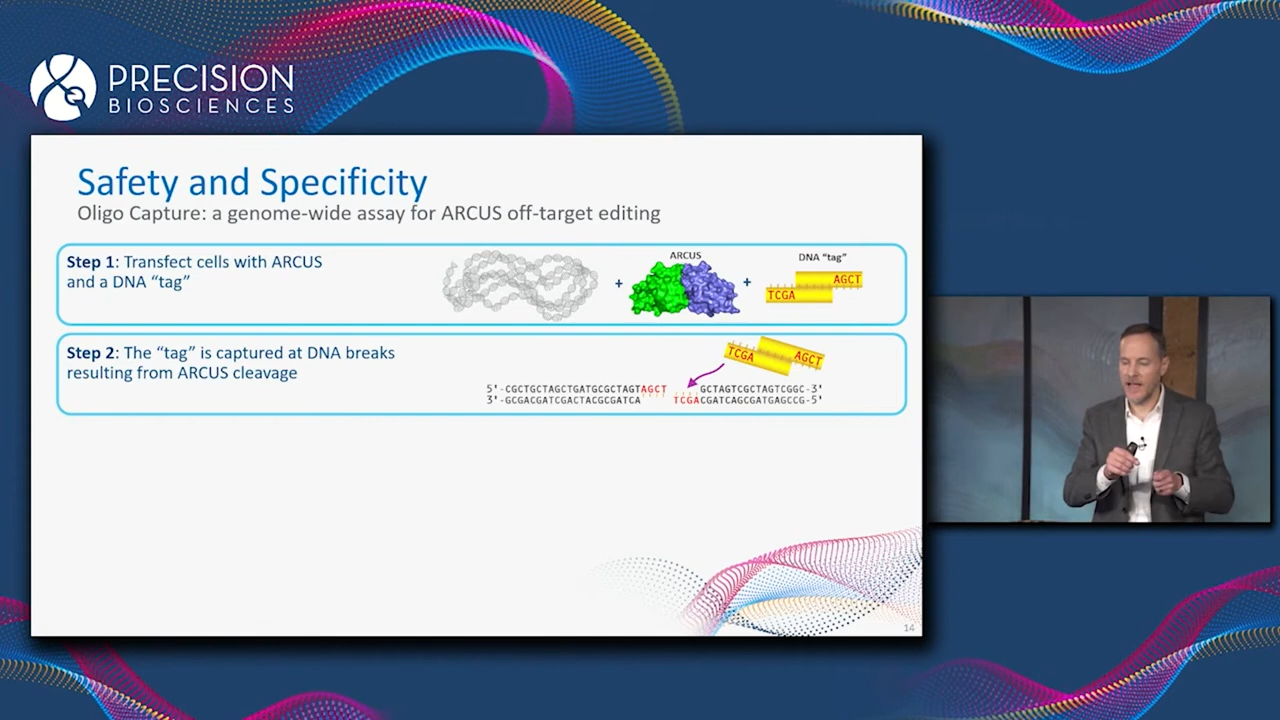 PRECISION
BIOSCIENCES
Safety and Specificity
Oligo Capture: a genome-wide assay for ARCUS off-target editing
Step 1: Transfect cells with ARCUS
and a DNA “tag”
+
ARCUS
+
DNA “tag”
AGCT
TCGA
Step 2: The “tag” is captured at DNA breaks
resulting from ARCUS cleavage
TCGA AGCT
5'-CGCTGCTAGCTGATGCGCTAGTAGCT GCTAGTCGCTAGTCGGC-3'
3'-GCGACGATCGACTACGCGATCA TCGACGATCAGCGATGAGCCG-5'
14